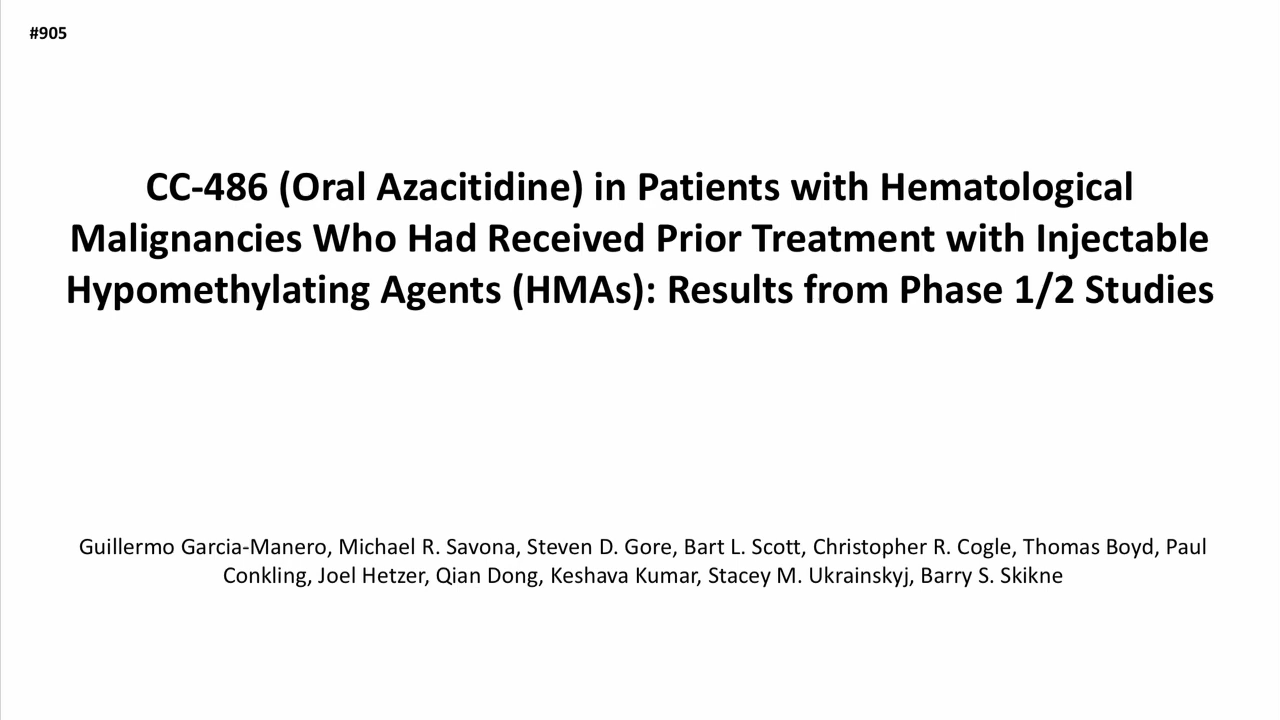 #905
CC-486 (Oral Azacitidine) in Patients with Hematological
Malignancies Who Had Received Prior Treatment with Injectable
Hypomethylating Agents (HMAs): Results from Phase 1/2 Studies
Guillermo Garcia-Manero, Michael R. Savona, Steven D. Gore, Bart L. Scott, Christopher R. Cogle, Thomas Boyd, Paul
Conkling, Joel Hetzer, Qian Dong, Keshava Kumar, Stacey M. Ukrainskyj, Barry S. Skikne